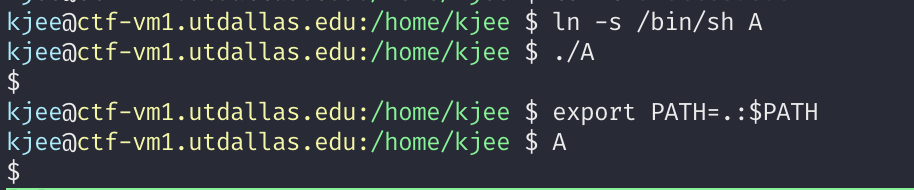 kjee@ctf-vm1.utdallas.edu:/home/kjee $ ln -s /bin/sh A
kjee@ctf-vm1.utdallas.edu:/home/kjee $ ./A
$
kjee@ctf-vm1.utdallas.edu:/home/kjee $ export PATH=.:$PATH
kjee@ctf-vm1.utdallas.edu:/home/kjee $ A
$